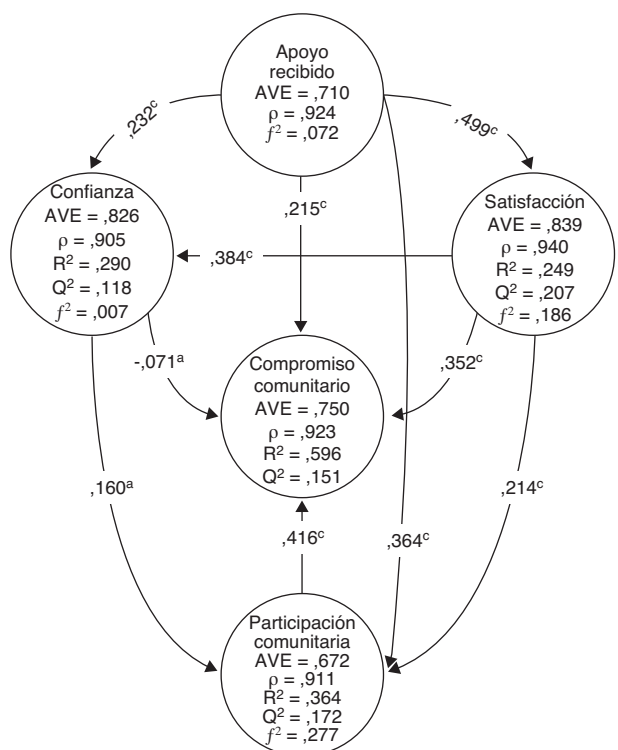 Apoyo
recibido
AVE = ,710
ρ = ,924
f² = ,072
,232ᶜ
,499ᶜ
Confianza
AVE = ,826
ρ = ,905
R² = ,290
Q² = ,118
f² = ,007
,215ᶜ
Satisfacción
AVE = ,839
ρ = ,940
R² = ,249
Q² = ,207
f² = ,186
,384ᶜ
-,071ᵃ
Compromiso
comunitario
AVE = ,750
ρ = ,923
R² = ,596
Q² = ,151
,352ᶜ
,160ᵃ
,214ᶜ
,416ᶜ
,364ᶜ
Participación
comunitaria
AVE = ,672
ρ = ,911
R² = ,364
Q² = ,172
f² = ,277